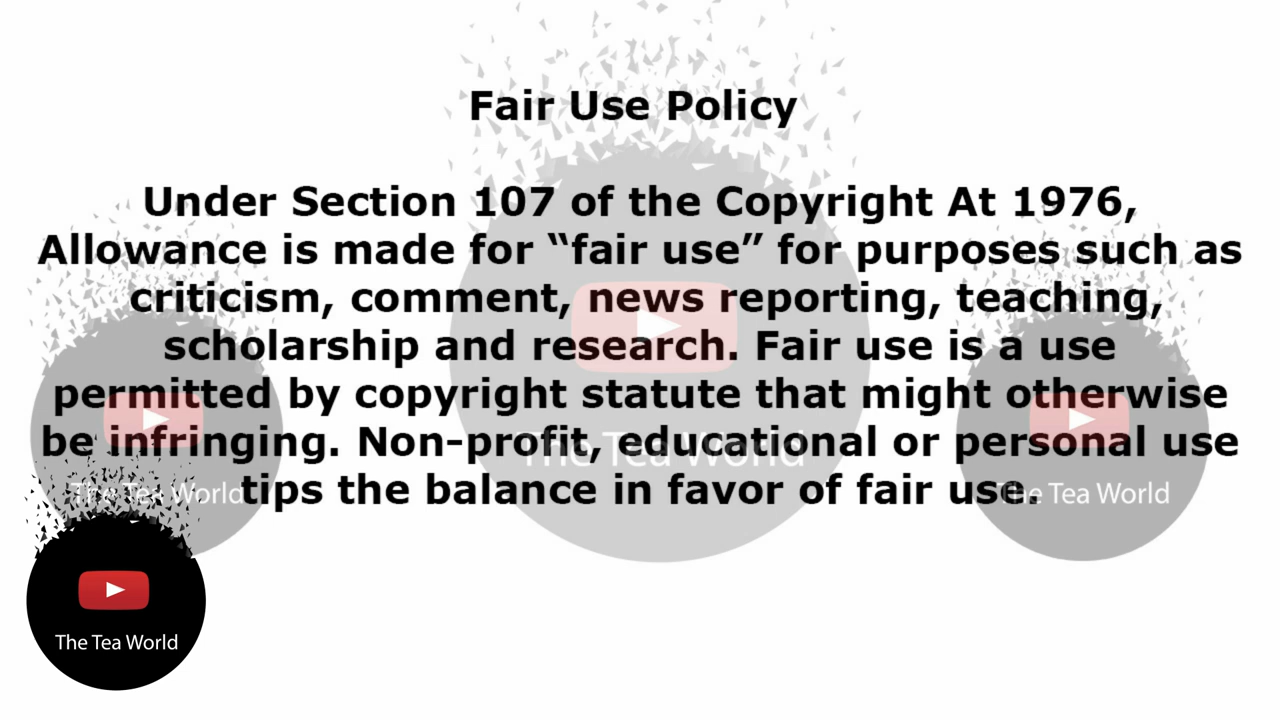 Fair Use Policy
Under Section 107 of the Copyright At 1976,
Allowance is made for “fair use” for purposes such as
criticism, comment, news reporting, teaching,
scholarship and research. Fair use is a use
permitted by copyright statute that might otherwise
be infringing. Non-profit, educational or personal use
tips the balance in favor of fair use.
The Tea World
The Tea World
The Tea World
The Tea World